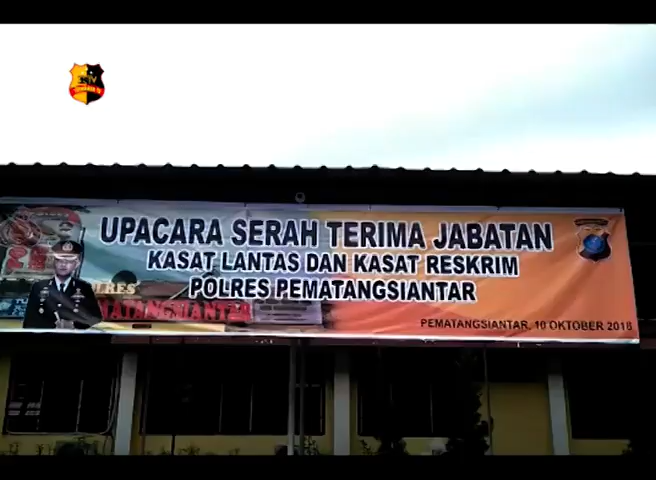 UPACARA SERAH TERIMA JABATAN
KASAT LANTAS DAN KASAT RESKRIM
POLRES PEMATANGSIANTAR
PEMATANGSIANTAR, 10 OKTOBER 2018